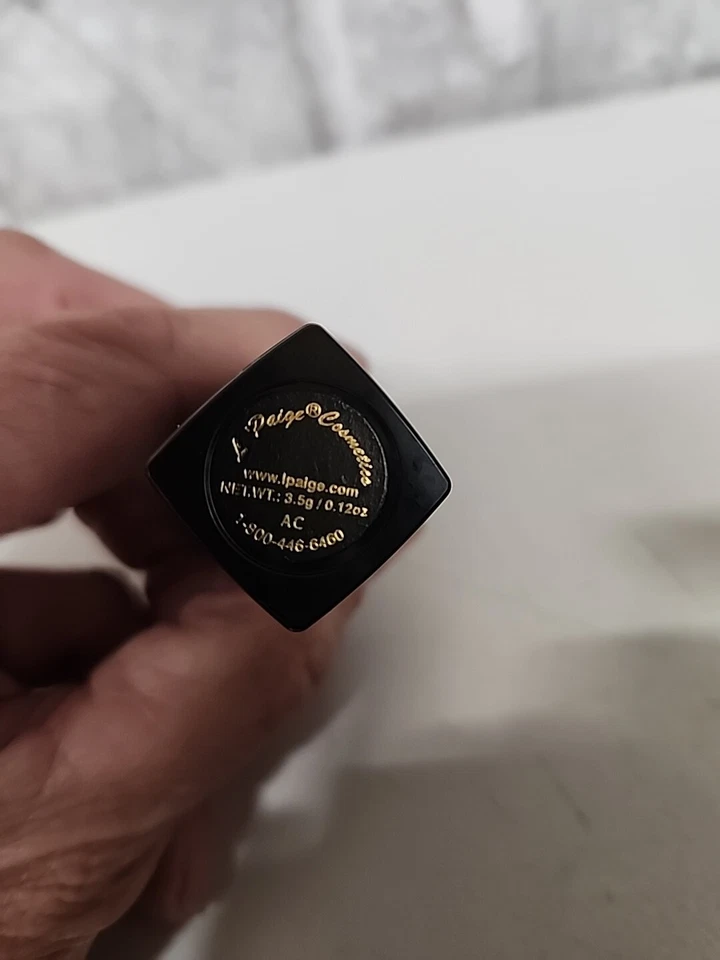 L Paige® Cosmetics
www.lpaige.com
NET.WT.: 3.5g / 0.12oz
AC
1-800-446-6460